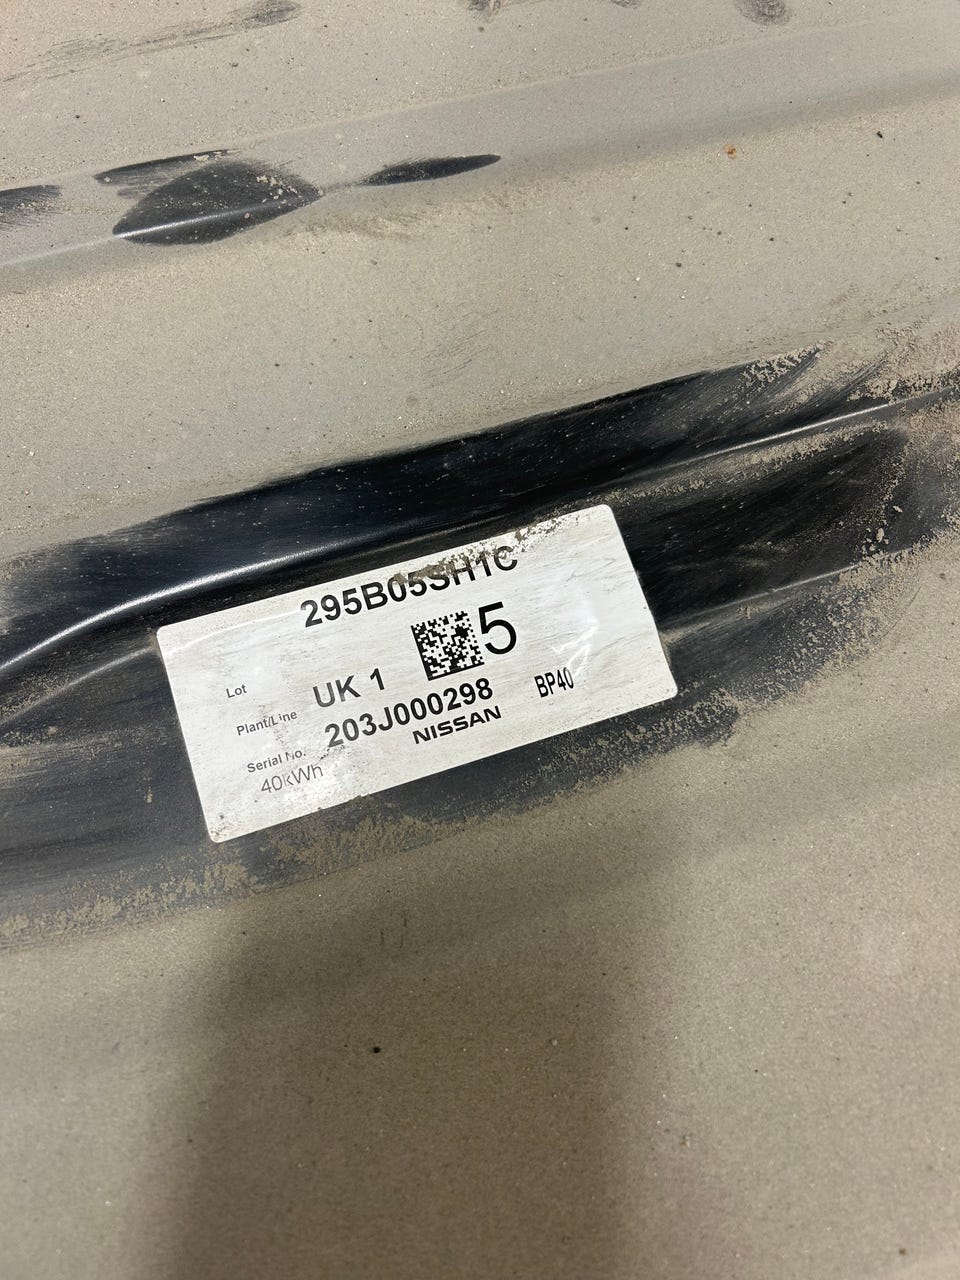 295B05SH1C
5
Lot
Plant/Line UK 1
Serial No. 203J000298 BP40
40kWh NISSAN